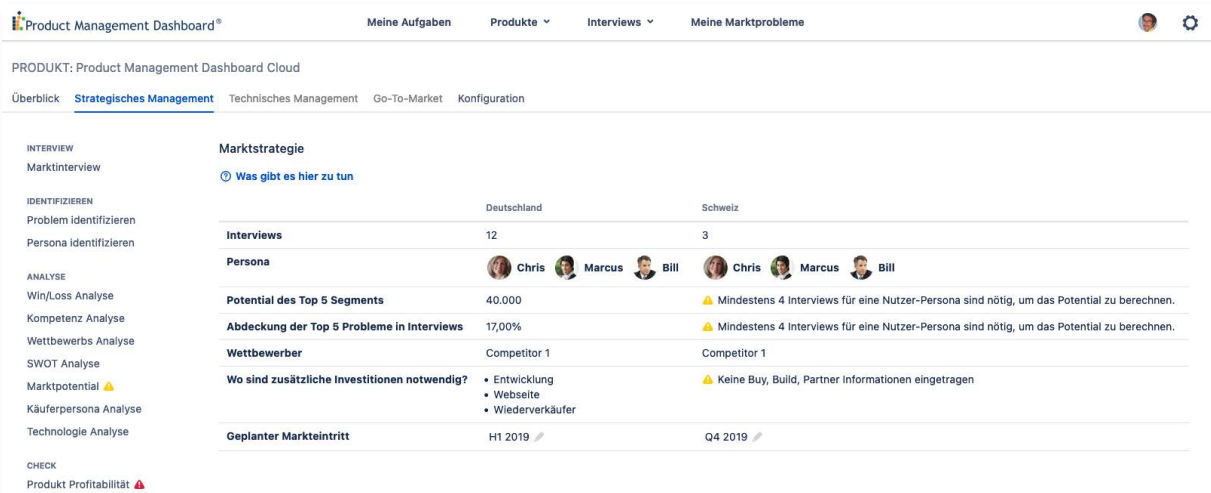 Product Management Dashboard®
Meine Aufgaben Produkte Interviews Meine Marktprobleme
PRODUKT: Product Management Dashboard Cloud
Überblick Strategisches Management Technisches Management Go-To-Market Konfiguration
INTERVIEW
Marktinterview
IDENTIFIZIEREN
Problem identifizieren
Persona identifizieren
ANALYSE
Win/Loss Analyse
Kompetenz Analyse
Wettbewerbs Analyse
SWOT Analyse
Marktpotential
Käuferpersona Analyse
Technologie Analyse
CHECK
Produkt Profitabilität
Marktstrategie
Was gibt es hier zu tun
Deutschland Schweiz
Interviews 12 3
Persona Chris Marcus Bill Chris Marcus Bill
Potential des Top 5 Segments 40.000 Mindestens 4 Interviews für eine Nutzer-Persona sind nötig, um das Potential zu berechnen.
Abdeckung der Top 5 Probleme in Interviews 17,00% Mindestens 4 Interviews für eine Nutzer-Persona sind nötig, um das Potential zu berechnen.
Wettbewerber Competitor 1 Competitor 1
Wo sind zusätzliche Investitionen notwendig? • Entwicklung Keine Buy, Build, Partner Informationen eingetragen
• Webseite
• Wiederverkäufer
Geplanter Markteintritt H1 2019 Q4 2019